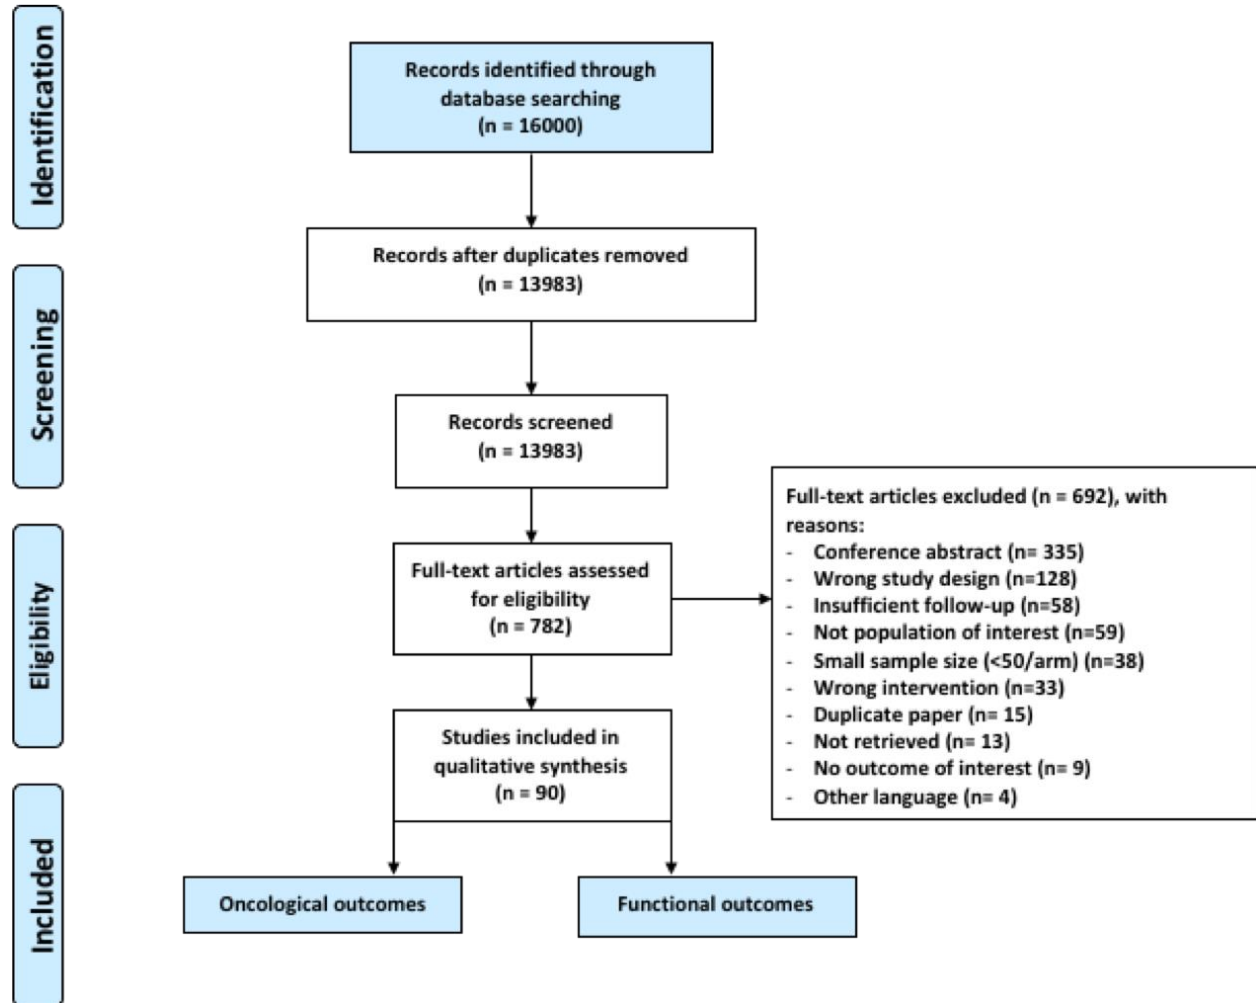 Identification
Records identified through
database searching
(n = 16000)
Records after duplicates removed
(n = 13983)
Screening
Records screened
(n = 13983)
Full-text articles excluded (n = 692), with
reasons:
- Conference abstract (n= 335)
- Wrong study design (n=128)
- Insufficient follow-up (n=58)
- Not population of interest (n=59)
- Small sample size (<50/arm) (n=38)
- Wrong intervention (n=33)
- Duplicate paper (n= 15)
- Not retrieved (n= 13)
- No outcome of interest (n= 9)
- Other language (n= 4)
Eligibility
Full-text articles assessed
for eligibility
(n = 782)
Studies included in
qualitative synthesis
(n = 90)
Included
Oncological outcomes
Functional outcomes